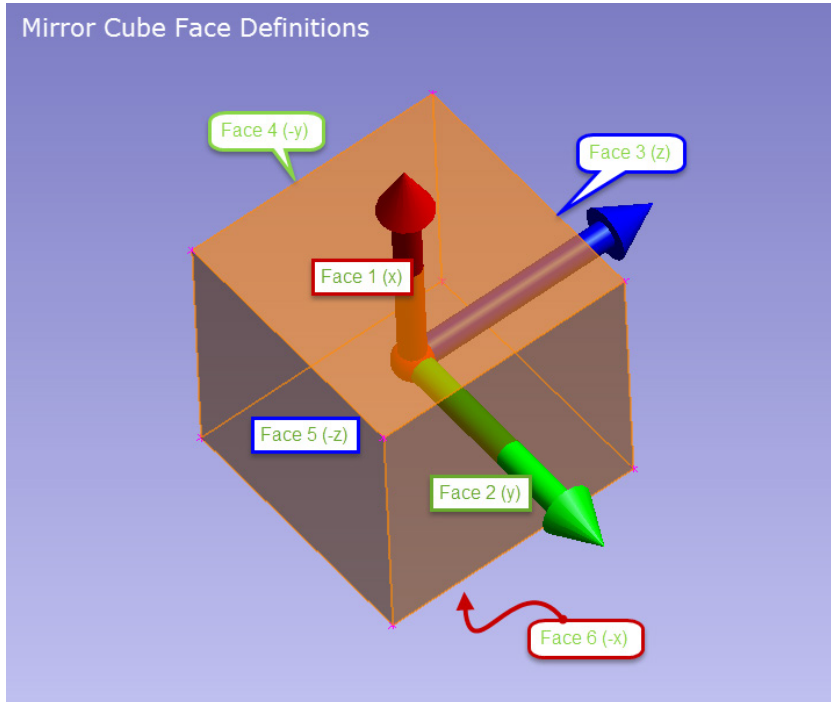 Mirror Cube Face Definitions
Face 4 (-y)
Face 3 (z)
Face 1 (x)
Face 5 (-z)
Face 2 (y)
Face 6 (-x)